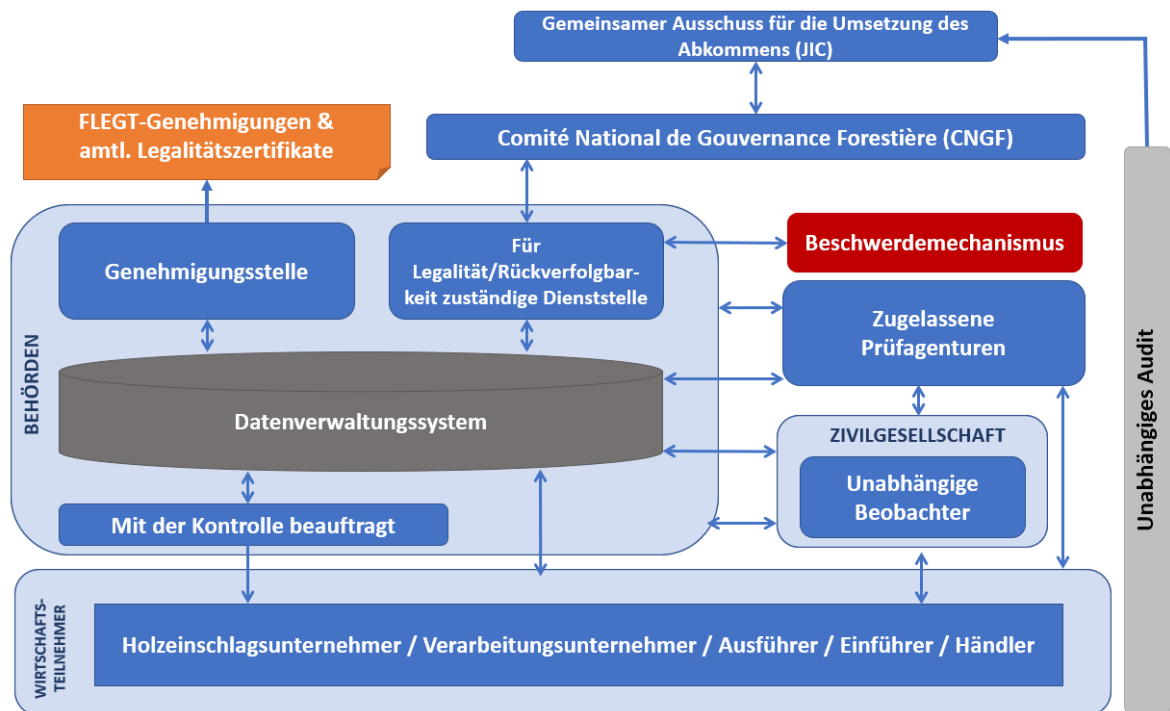 Gemeinsamer Ausschuss für die Umsetzung des
Abkommens (JIC)
FLEGT-Genehmigungen &
amtl. Legalitätszertifikate
Comité National de Gouvernance Forestière (CNGF)
BEHÖRDEN
Genehmigungsstelle
Für
Legalität/Rückverfolgbar-
keit zuständige Dienststelle
Beschwerdemechanismus
Zugelassene
Prüfagenturen
Datenverwaltungssystem
ZIVILGESELLSCHAFT
Unabhängige
Beobachter
Mit der Kontrolle beauftragt
Unabhängiges Audit
WIRTSCHAFTS-
TEILNEHMER
Holzeinschlagsunternehmer / Verarbeitungsunternehmer / Ausführer / Einführer / Händler